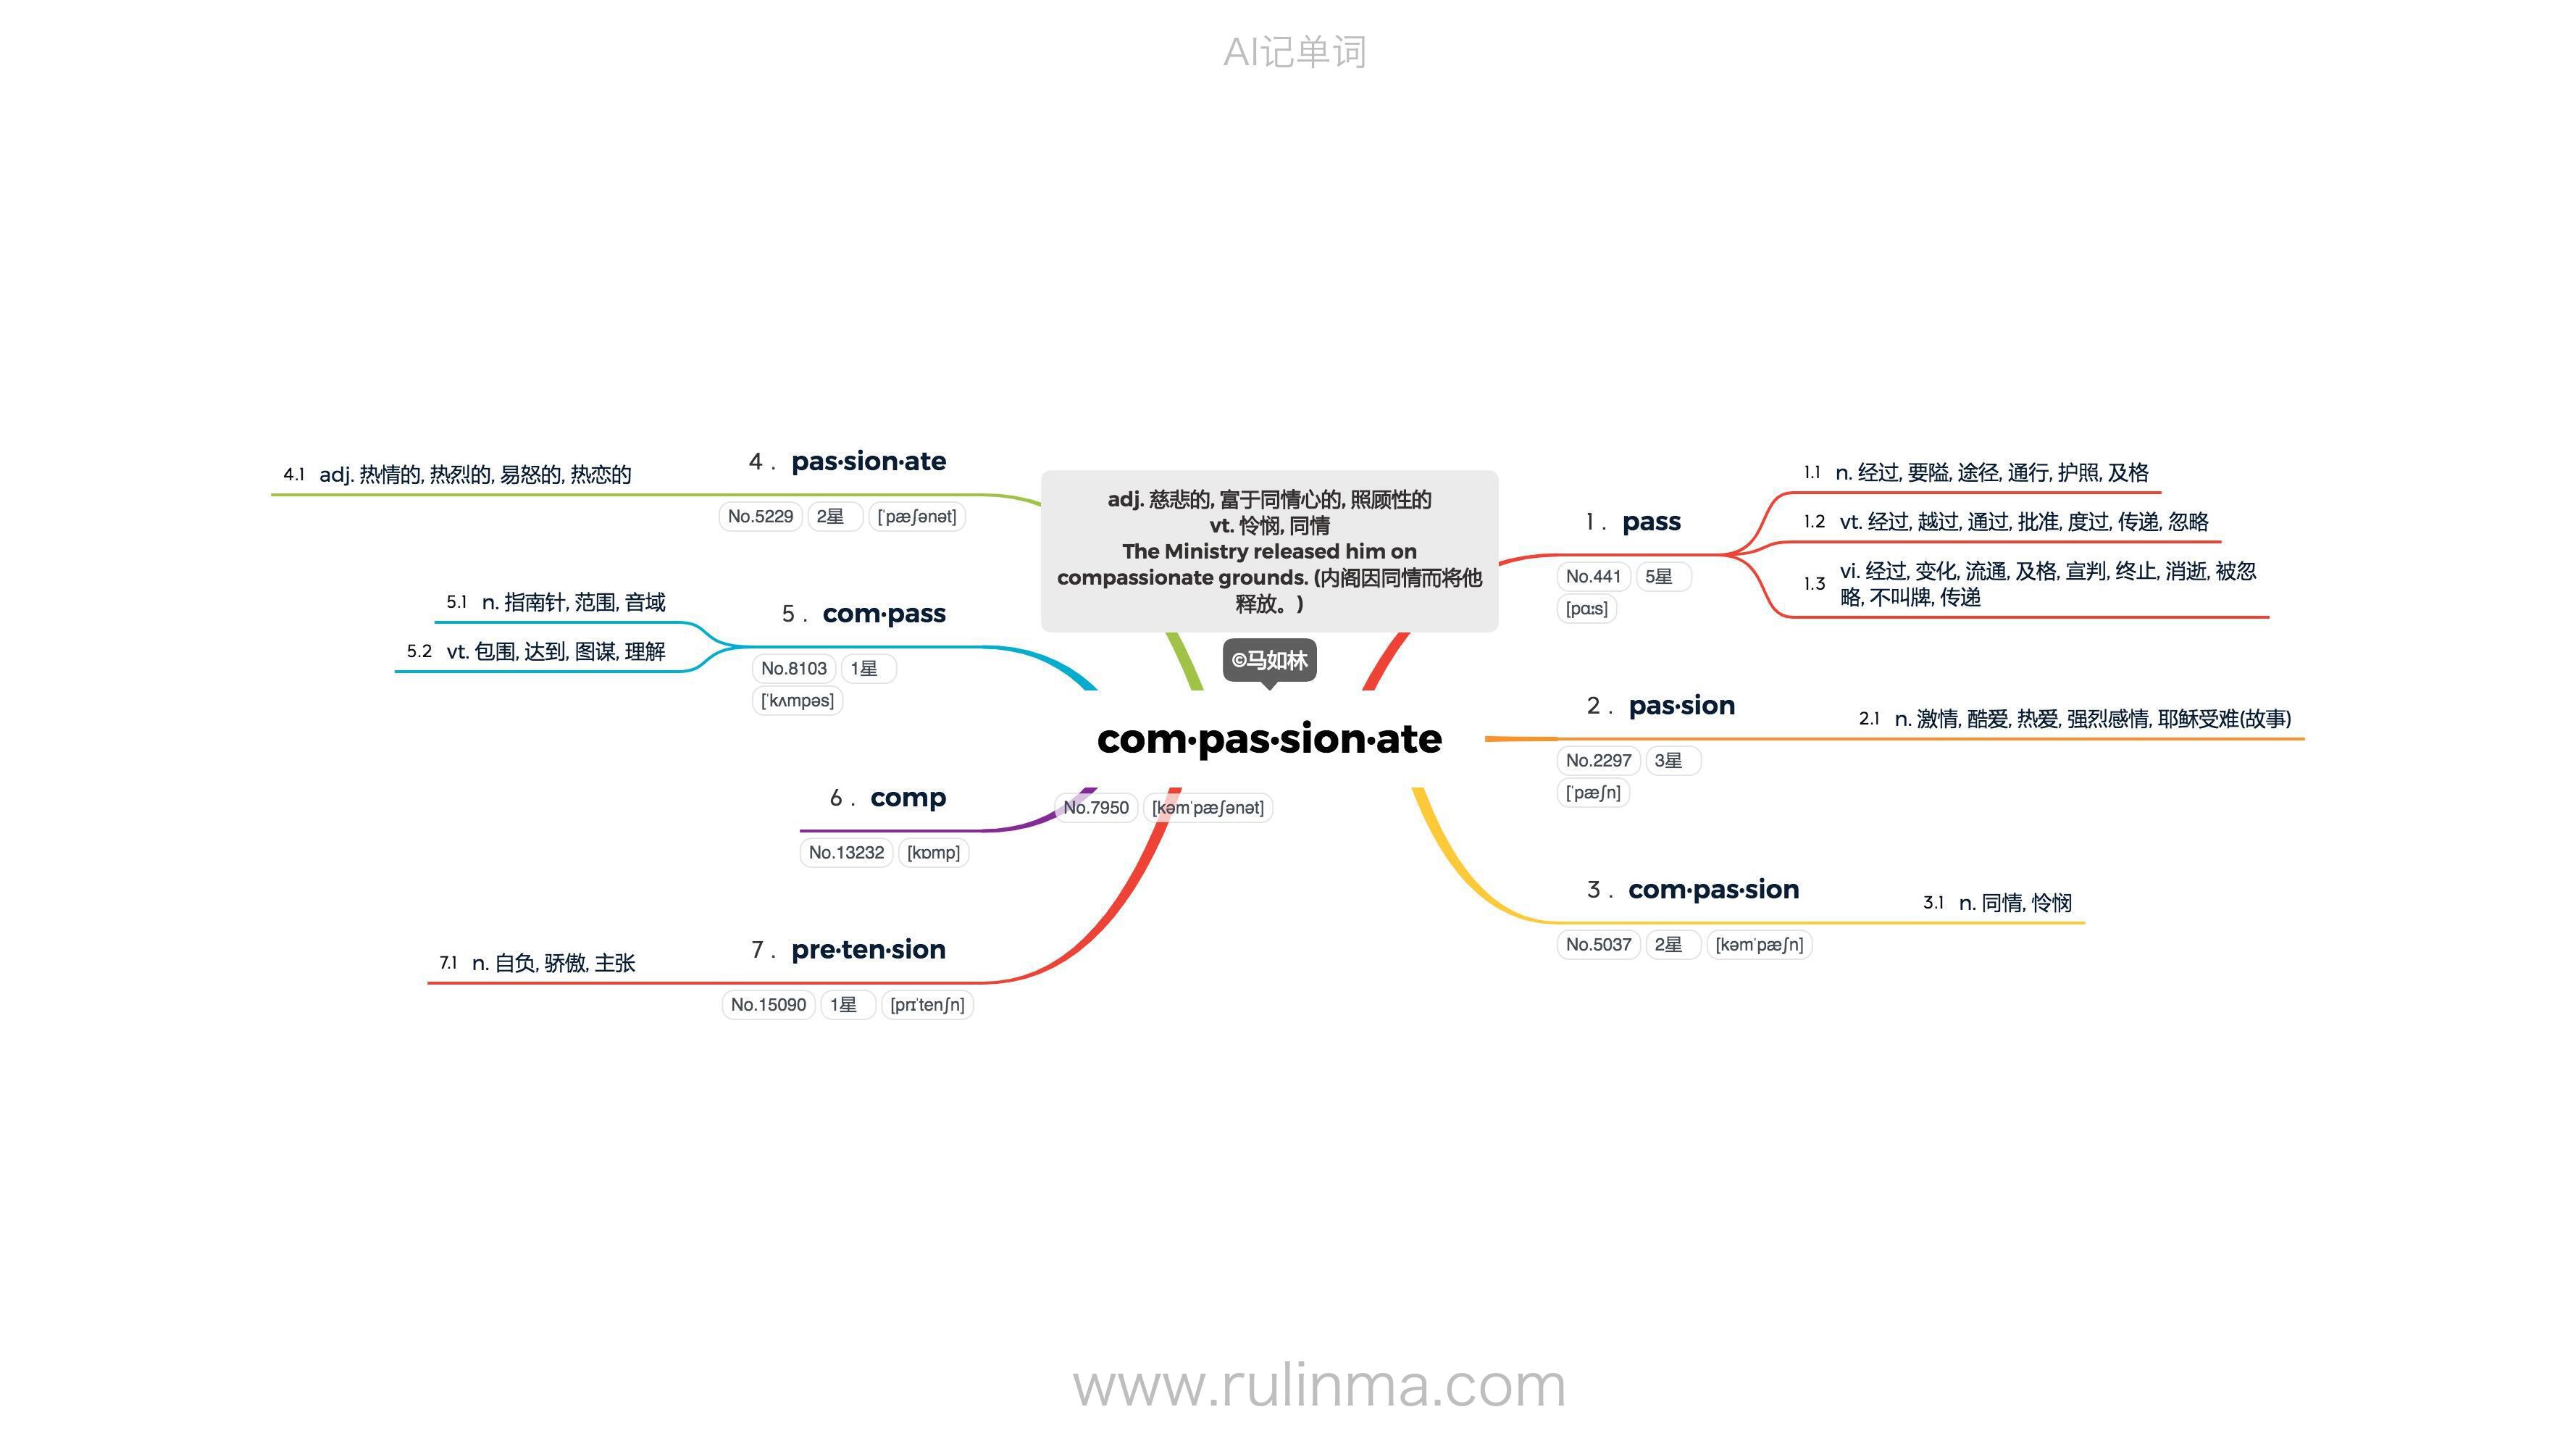 AI记单词
adj. 慈悲的, 富于同情心的, 照顾性的
vt. 怜悯, 同情
The Ministry released him on
compassionate grounds. (内阁因同情而将他
释放。)
©马如林
com·pas·sion·ate
No.7950 [kəmˈpæʃənət]
1 . pass
No.441 5星
[pɑːs]
1.1 n. 经过, 要隘, 途径, 通行, 护照, 及格
1.2 vt. 经过, 越过, 通过, 批准, 度过, 传递, 忽略
1.3 vi. 经过, 变化, 流通, 及格, 宣判, 终止, 消逝, 被忽
略, 不叫牌, 传递
2 . pas·sion
No.2297 3星
[ˈpæʃn]
2.1 n. 激情, 酷爱, 热爱, 强烈感情, 耶稣受难(故事)
3 . com·pas·sion
No.5037 2星 [kəmˈpæʃn]
3.1 n. 同情, 怜悯
4 . pas·sion·ate
No.5229 2星 [ˈpæʃənət]
4.1 adj. 热情的, 热烈的, 易怒的, 热恋的
5 . com·pass
No.8103 1星
[ˈkʌmpəs]
5.1 n. 指南针, 范围, 音域
5.2 vt. 包围, 达到, 图谋, 理解
6 . comp
No.13232 [kɒmp]
7 . pre·ten·sion
No.15090 1星 [prɪˈtenʃn]
7.1 n. 自负, 骄傲, 主张
www.rulinma.com